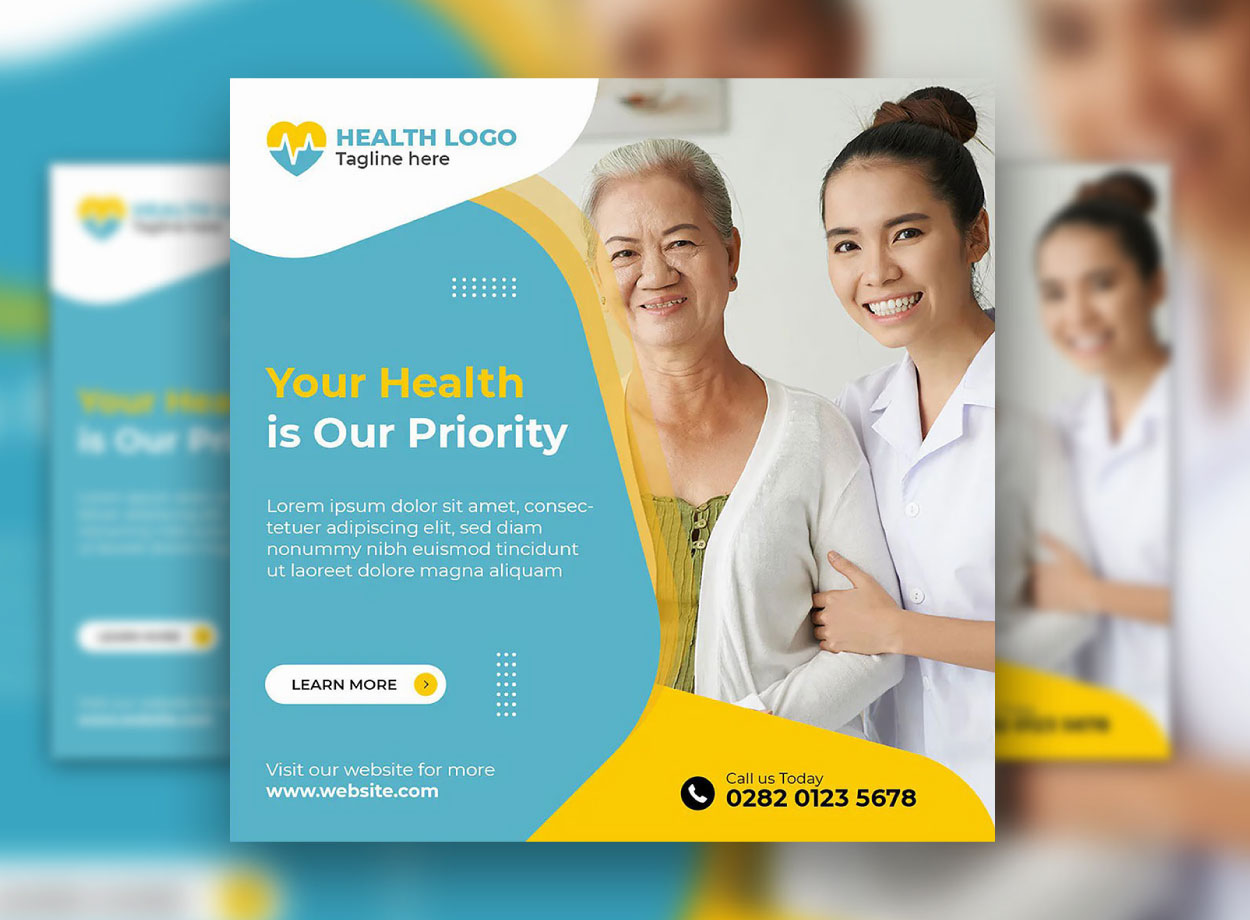 HEALTH LOGO
Tagline here
Your Health
is Our Priority
Lorem ipsum dolor sit amet, consec-
tetuer adipiscing elit, sed diam
nonummy nibh euismod tincidunt
ut laoreet dolore magna aliquam
LEARN MORE
Visit our website for more
www.website.com
Call us Today
0282 0123 5678